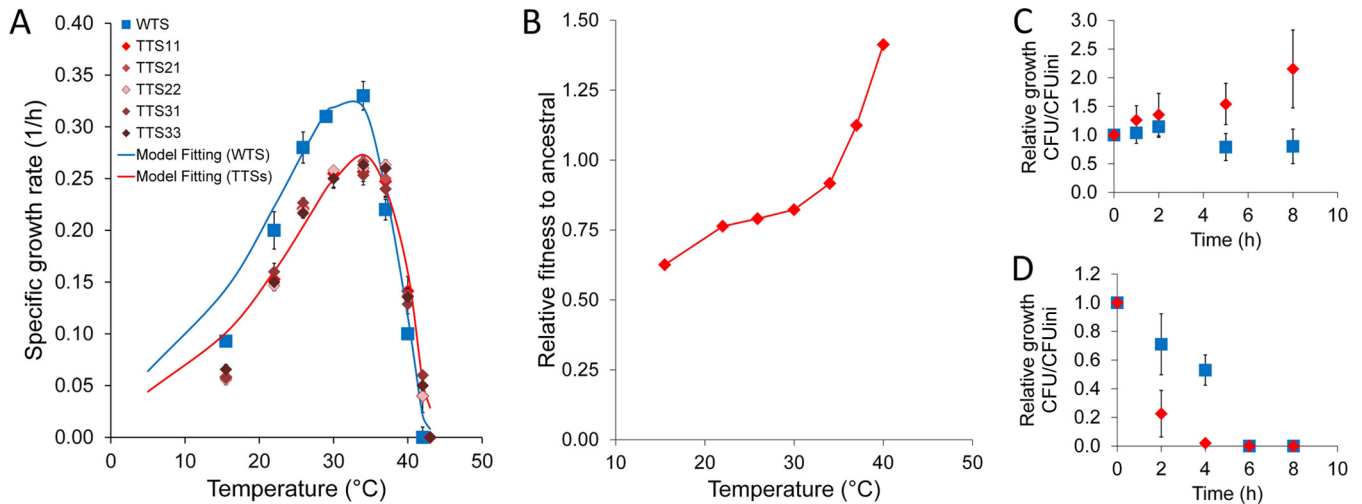 A
Specific growth rate (1/h)
0.40
0.35
0.30
0.25
0.20
0.15
0.10
0.05
0.00
WTS
TTS11
TTS21
TTS22
TTS31
TTS33
Model Fitting (WTS)
Model Fitting (TTSs)
0 10 20 30 40 50
Temperature (°C)
B
Relative fitness to ancestral
1.50
1.25
1.00
0.75
0.50
0.25
0.00
10 20 30 40 50
Temperature (°C)
C
Relative growth
CFU/CFUini
3.0
2.5
2.0
1.5
1.0
0.5
0.0
0 2 4 6 8 10
Time (h)
D
Relative growth
CFU/CFUini
1.2
1.0
0.8
0.6
0.4
0.2
0.0
0 2 4 6 8 10
Time (h)